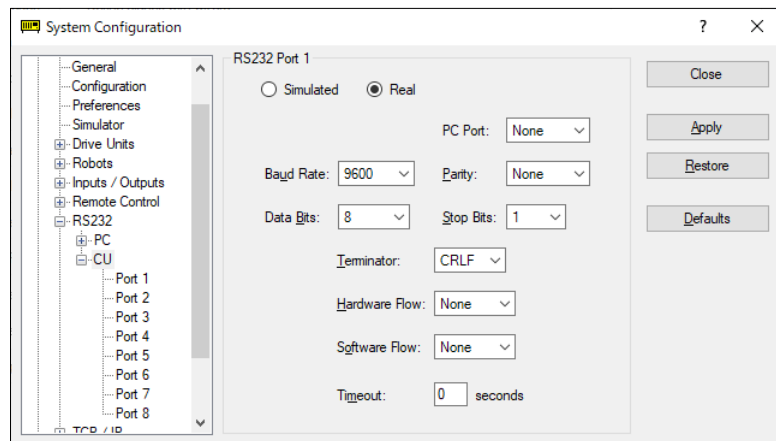 System Configuration
?
General
Configuration
Preferences
Simulator
Drive Units
Robots
Inputs / Outputs
Remote Control
RS232
PC
CU
Port 1
Port 2
Port 3
Port 4
Port 5
Port 6
Port 7
Port 8
TCP / IP
RS232 Port 1
Simulated Real
PC Port: None
Baud Rate: 9600 Parity: None
Data Bits: 8 Stop Bits: 1
Terminator: CRLF
Hardware Flow: None
Software Flow: None
Timeout: 0 seconds
Close
Apply
Restore
Defaults